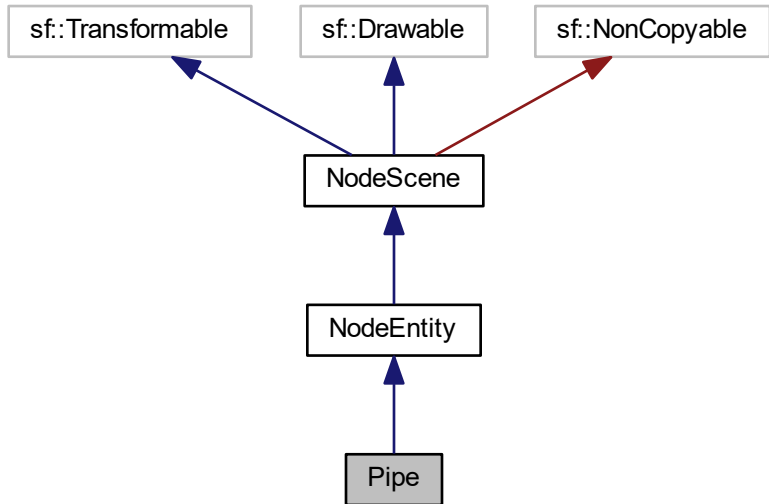 sf::Transformable
sf::Drawable
sf::NonCopyable
NodeScene
NodeEntity
Pipe